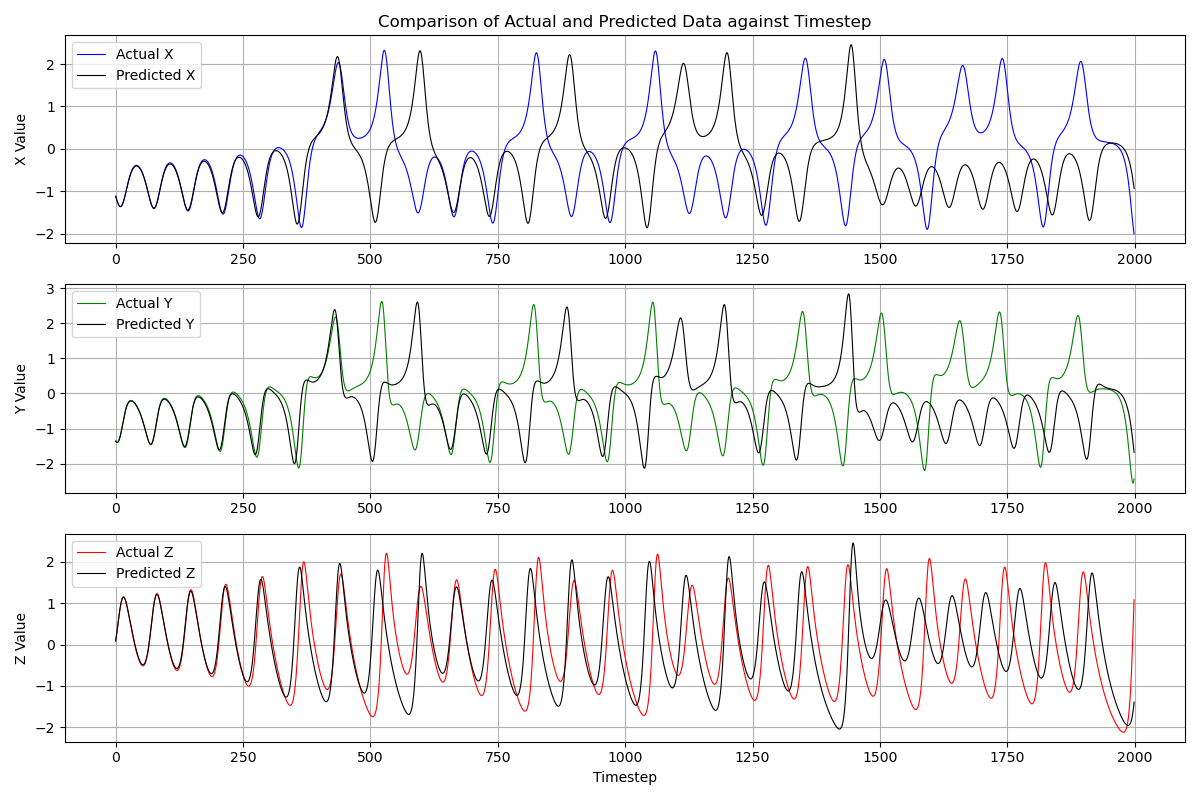 Comparison of Actual and Predicted Data against Timestep
Actual X
Predicted X
X Value
2
1
0
−1
−2
0 250 500 750 1000 1250 1500 1750 2000
Actual Y
Predicted Y
Y Value
3
2
1
0
−1
−2
0 250 500 750 1000 1250 1500 1750 2000
Actual Z
Predicted Z
Z Value
2
1
0
−1
−2
0 250 500 750 1000 1250 1500 1750 2000
Timestep